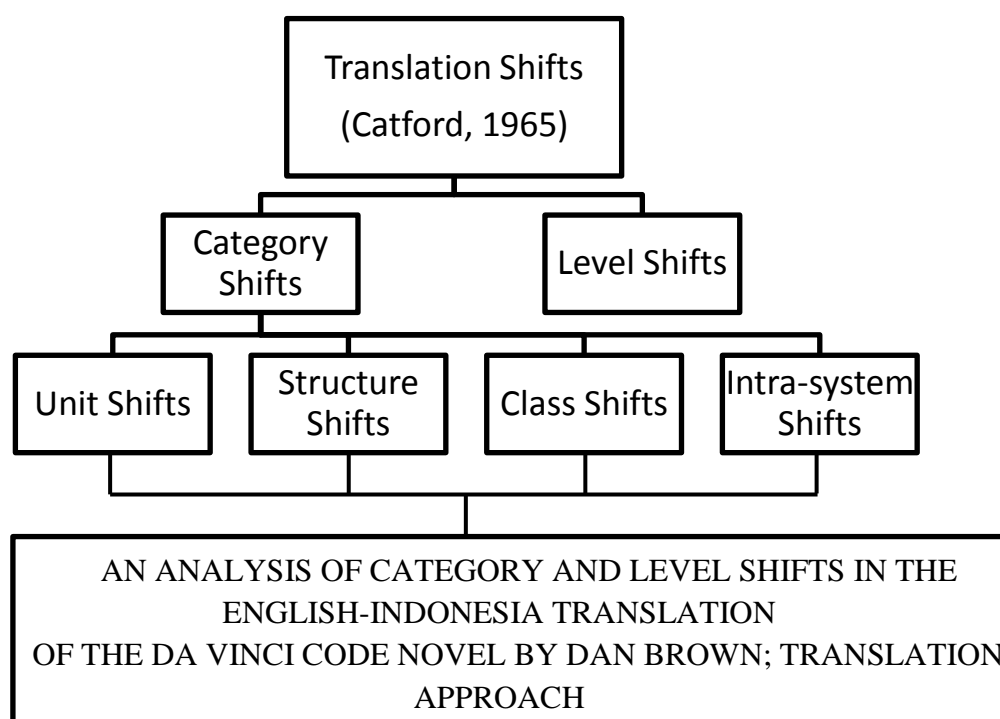 Translation Shifts
(Catford, 1965)
Category
Shifts
Level Shifts
Unit Shifts
Structure
Shifts
Class Shifts
Intra-system
Shifts
AN ANALYSIS OF CATEGORY AND LEVEL SHIFTS IN THE
ENGLISH-INDONESIA TRANSLATION
OF THE DA VINCI CODE NOVEL BY DAN BROWN; TRANSLATION
APPROACH